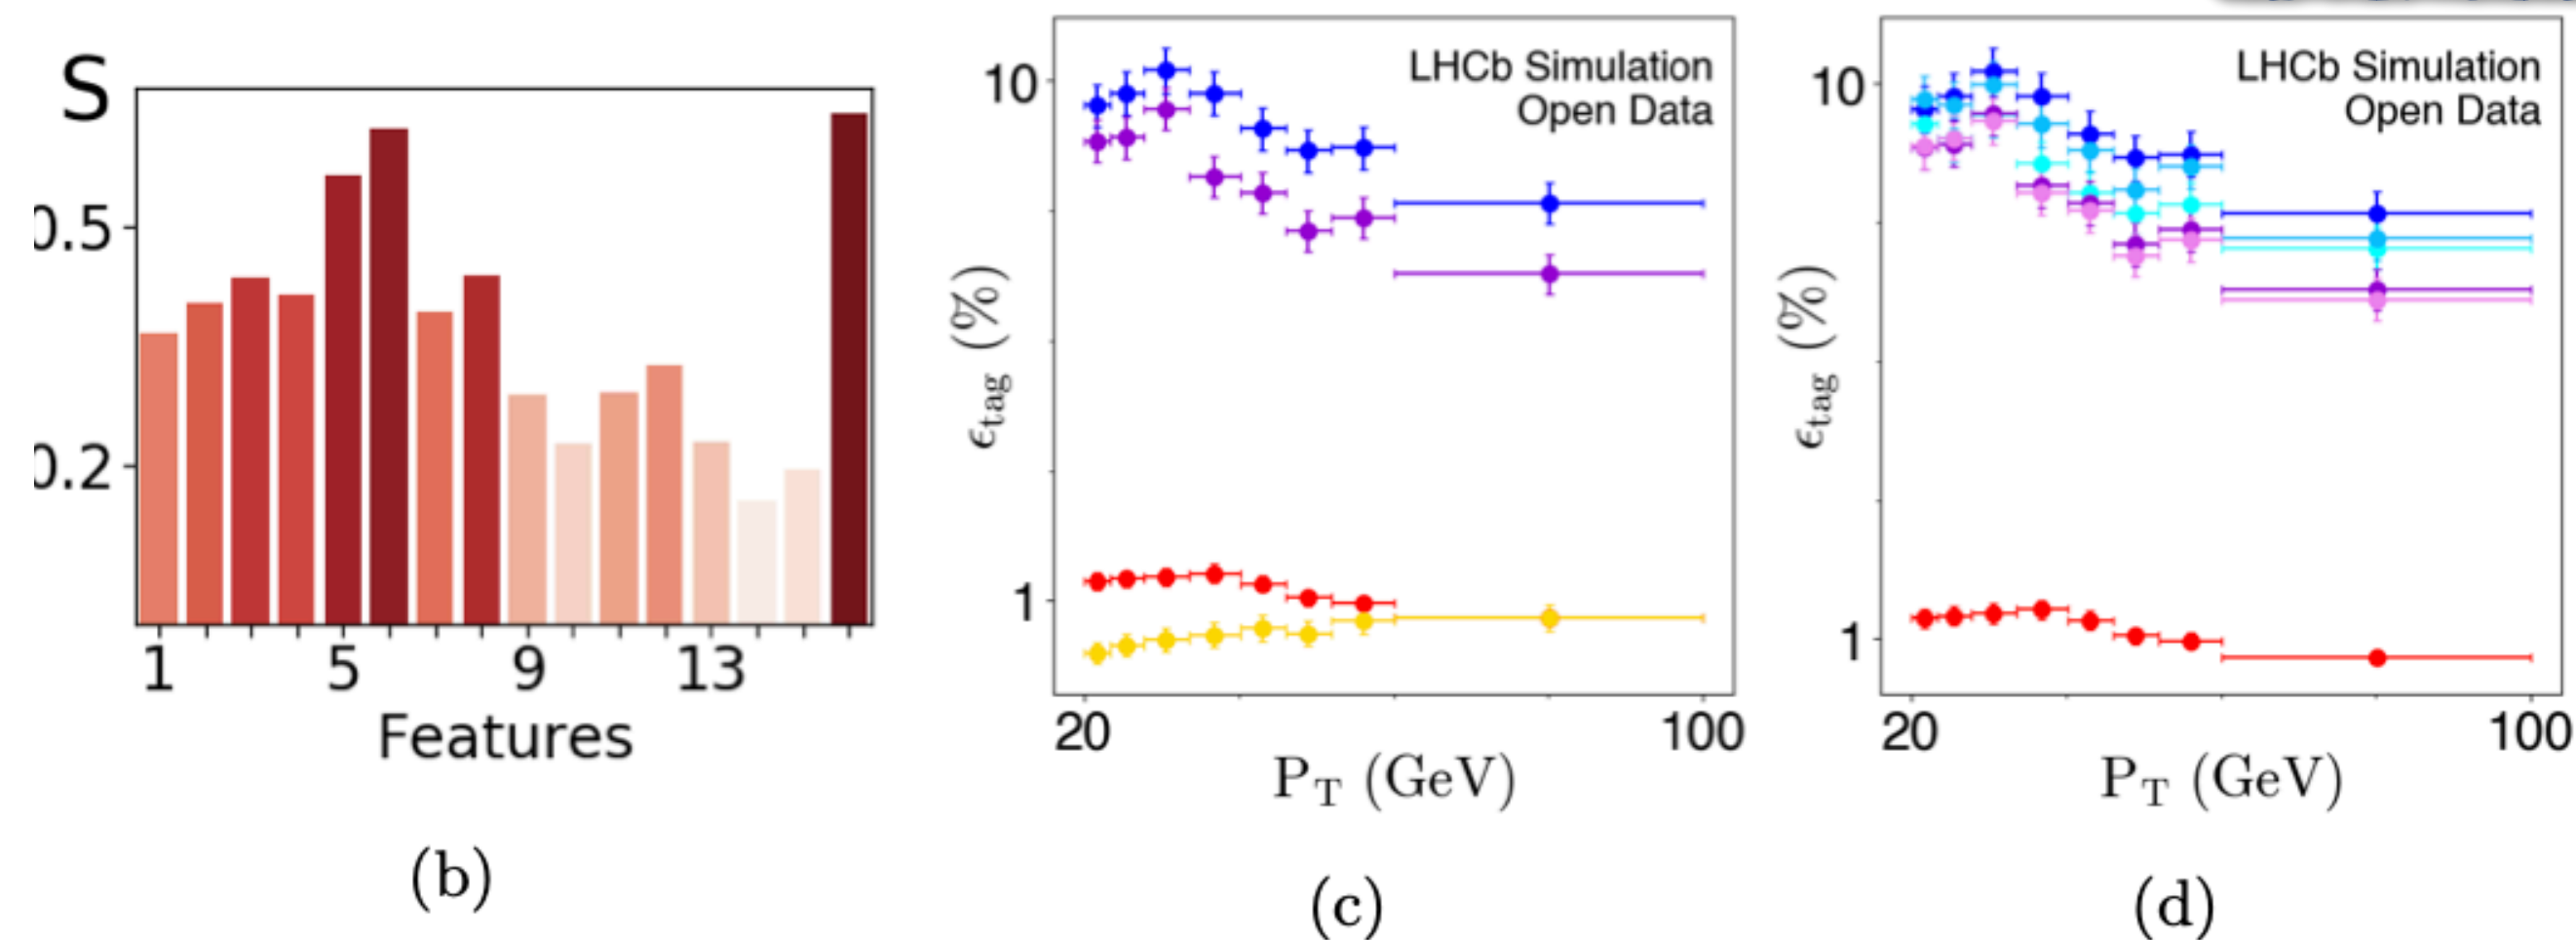 S
0.5
0.2
1 5 9 13
Features
(b)
10
1
LHCb Simulation
Open Data
ϵtag (%)
20 100
PT (GeV)
(c)
10
1
LHCb Simulation
Open Data
ϵtag (%)
20 100
PT (GeV)
(d)